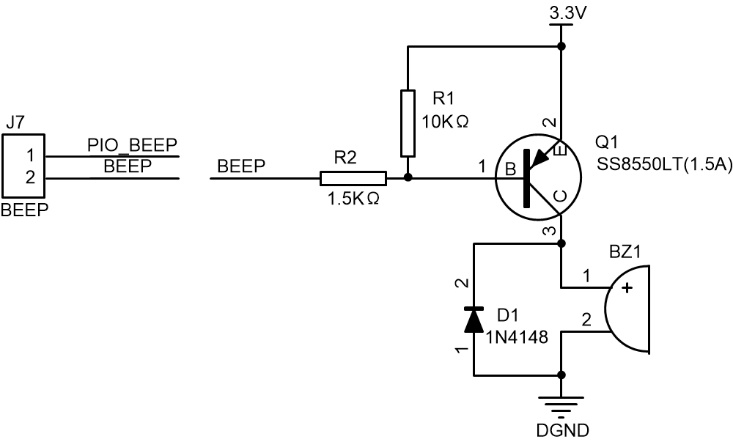 3.3V
J7
1 PIO_BEEP
2 BEEP
BEEP
BEEP
R2
1.5KΩ
R1
10KΩ
1 B
2
E
C
3
Q1
SS8550LT(1.5A)
2
1
D1
1N4148
BZ1
1 +
2
DGND